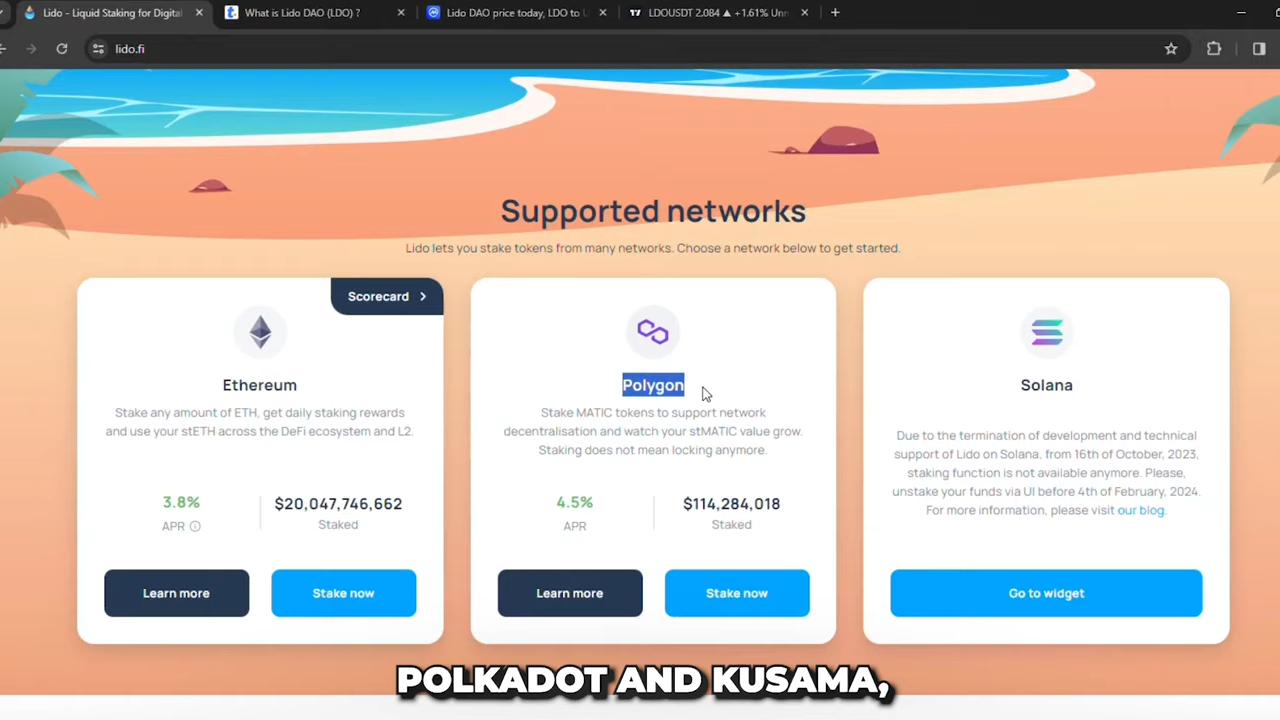 Lido - Liquid Staking for Digital
What is Lido DAO (LDO) ?
Lido DAO price today, LDO to U
LDOUSDT 2.084 ▲ +1.61% Unn
lido.fi
Supported networks
Lido lets you stake tokens from many networks. Choose a network below to get started.
Scorecard
Ethereum
Stake any amount of ETH, get daily staking rewards
and use your stETH across the DeFi ecosystem and L2.
3.8%
APR
$20,047,746,662
Staked
Learn more
Stake now
Polygon
Stake MATIC tokens to support network
decentralisation and watch your stMATIC value grow.
Staking does not mean locking anymore.
4.5%
APR
$114,284,018
Staked
Learn more
Stake now
Solana
Due to the termination of development and technical
support of Lido on Solana, from 16th of October, 2023,
staking function is not available anymore. Please,
unstake your funds via UI before 4th of February, 2024.
For more information, please visit our blog.
Go to widget
POLKADOT AND KUSAMA,